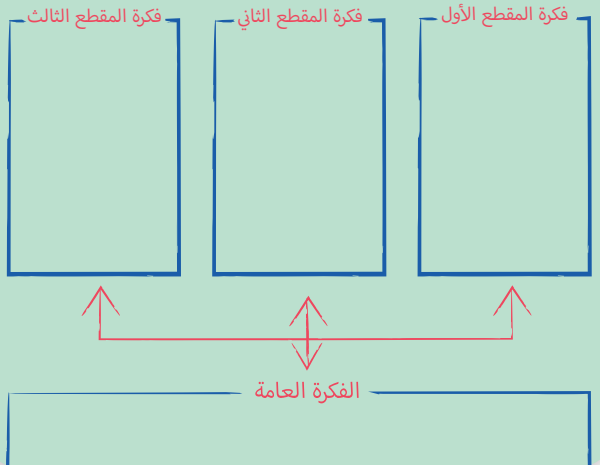 فكرة المقطع الأول
فكرة المقطع الثاني
فكرة المقطع الثالث
الفكرة العامة